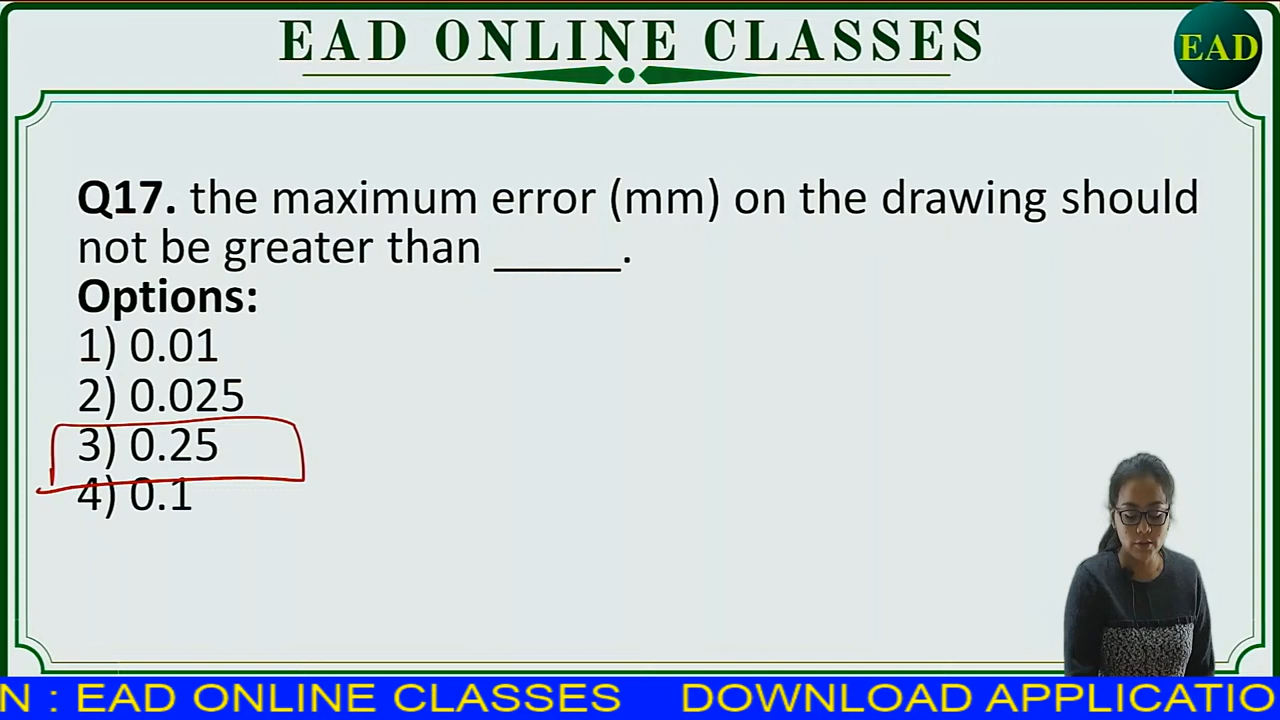 EAD ONLINE CLASSES
EAD
Q17. the maximum error (mm) on the drawing should
not be greater than _____.
Options:
1) 0.01
2) 0.025
3) 0.25
4) 0.1
N : EAD ONLINE CLASSES DOWNLOAD APPLICATIO